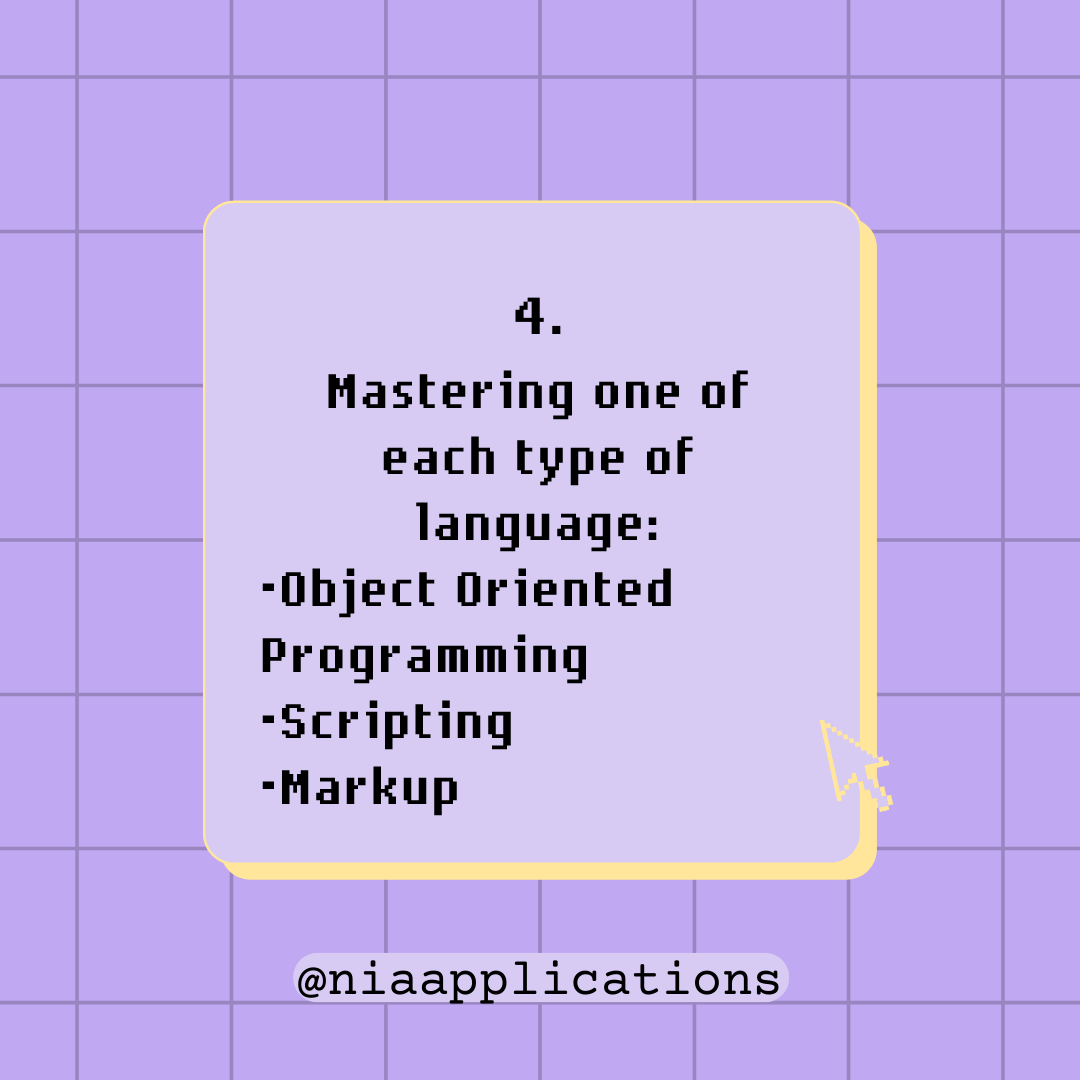 4.
Mastering one of
each type of
language:
-Object Oriented
Programming
-Scripting
-Markup
@niaapplications